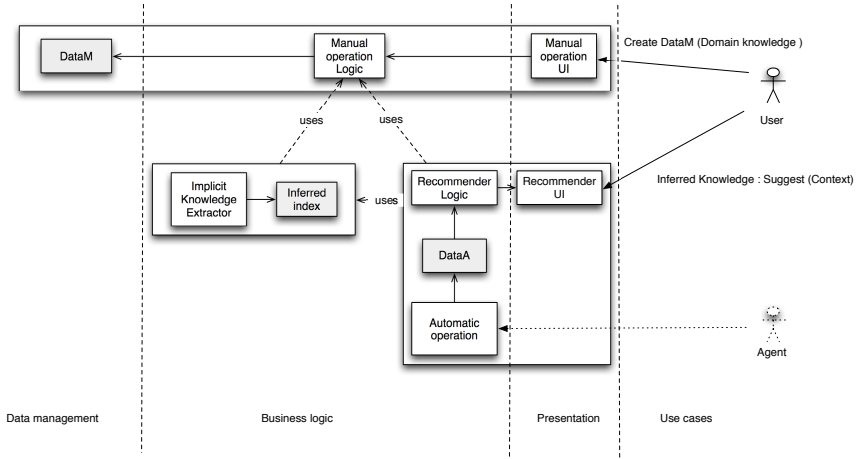 DataM
Manual
operation
Logic
Manual
operation
UI
Create DataM (Domain knowledge )
User
uses
uses
Implicit
Knowledge
Extractor
Inferred
index
uses
Recommender
Logic
Recommender
UI
Inferred Knowledge : Suggest (Context)
DataA
Automatic
operation
Agent
Data management
Business logic
Presentation
Use cases